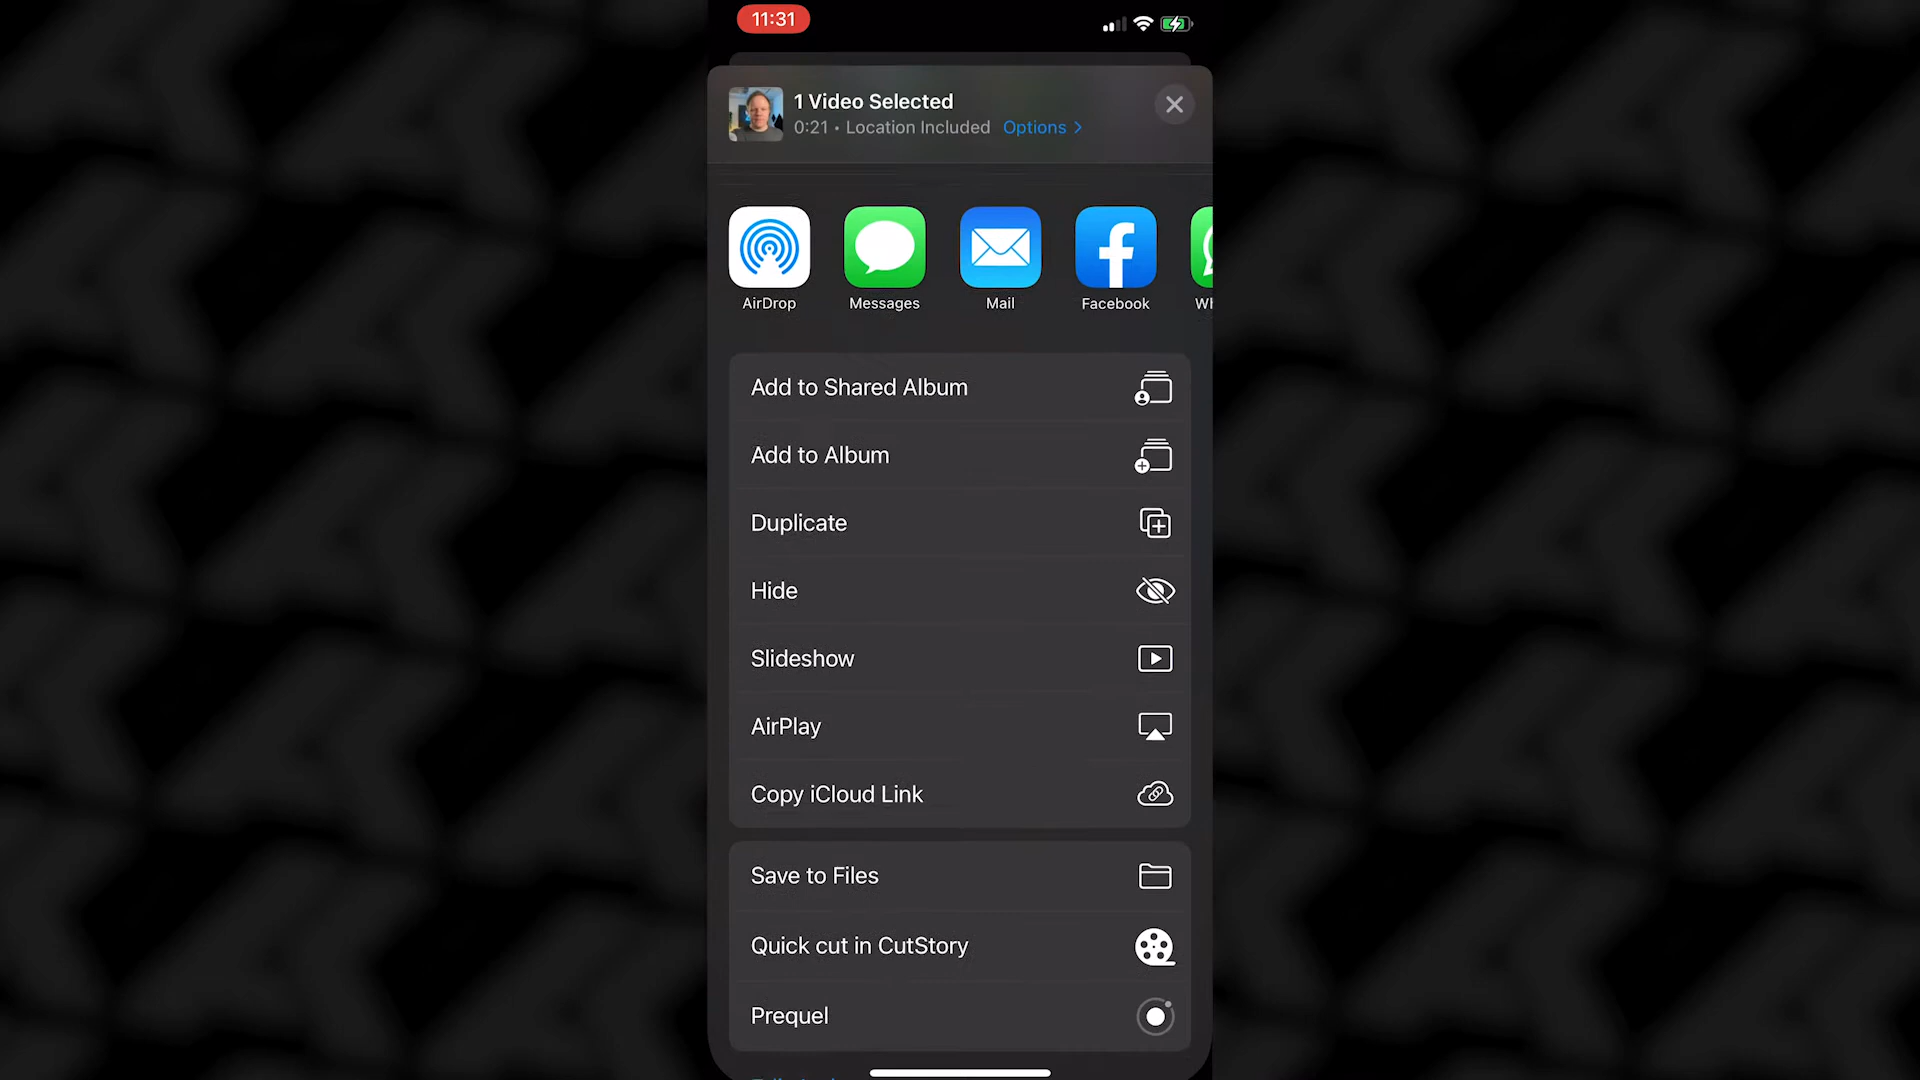 11:31
1 Video Selected
0:21 • Location Included Options >
AirDrop
Messages
Mail
Facebook
Add to Shared Album
Add to Album
Duplicate
Hide
Slideshow
AirPlay
Copy iCloud Link
Save to Files
Quick cut in CutStory
Prequel